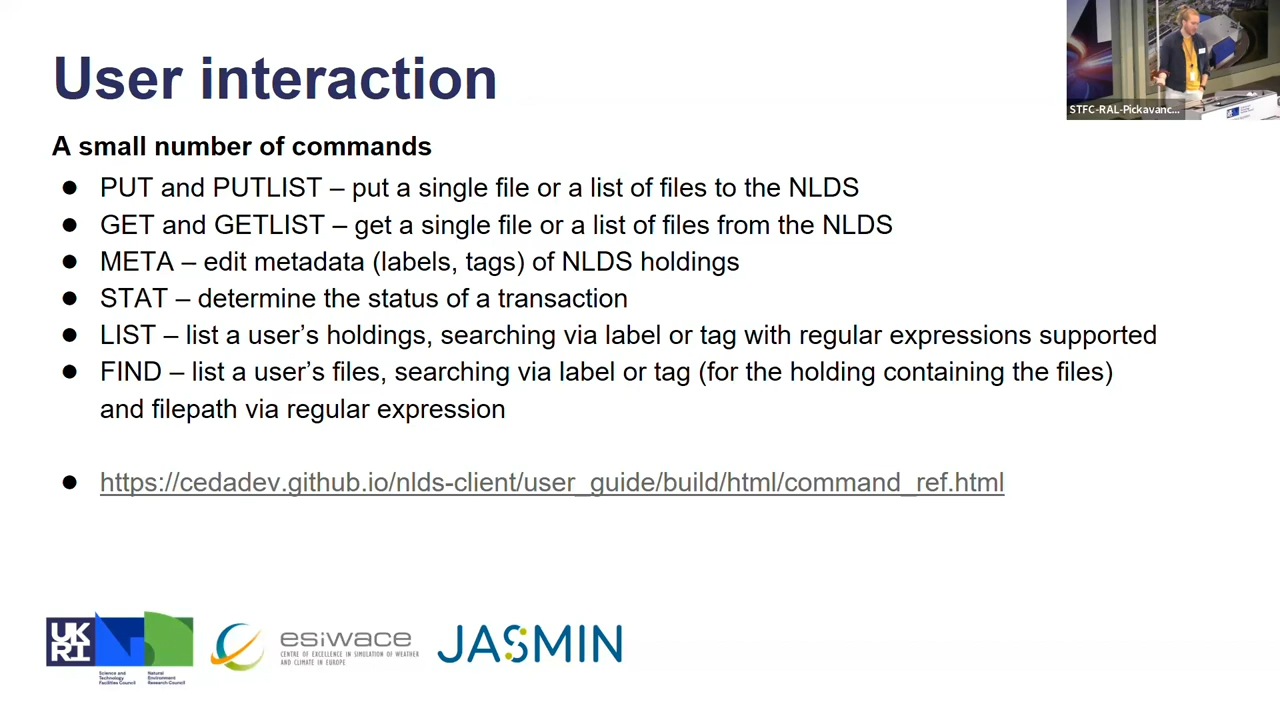 User interaction
STFC-RAL-Pickavanc...
A small number of commands
● PUT and PUTLIST – put a single file or a list of files to the NLDS
● GET and GETLIST – get a single file or a list of files from the NLDS
● META – edit metadata (labels, tags) of NLDS holdings
● STAT – determine the status of a transaction
● LIST – list a user’s holdings, searching via label or tag with regular expressions supported
● FIND – list a user’s files, searching via label or tag (for the holding containing the files)
and filepath via regular expression
● https://cedadev.github.io/nlds-client/user_guide/build/html/command_ref.html
UK
RI
Science and
Technology
Facilities Council
Natural
Environment
Research Council
esiwace
CENTRE OF EXCELLENCE IN SIMULATION OF WEATHER
AND CLIMATE IN EUROPE
JASMIN